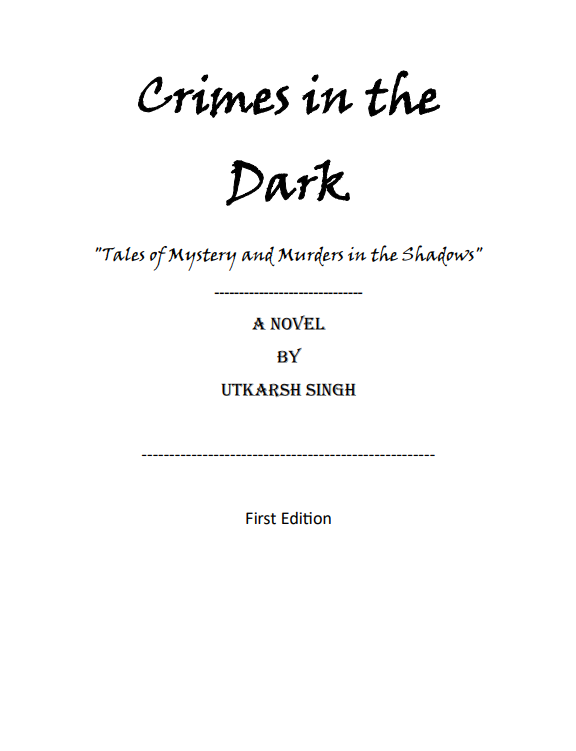 Crimes in the
Dark
"Tales of Mystery and Murders in the Shadows"
------------------------------
A NOVEL
BY
UTKARSH SINGH
-----------------------------------------------------
First Edition